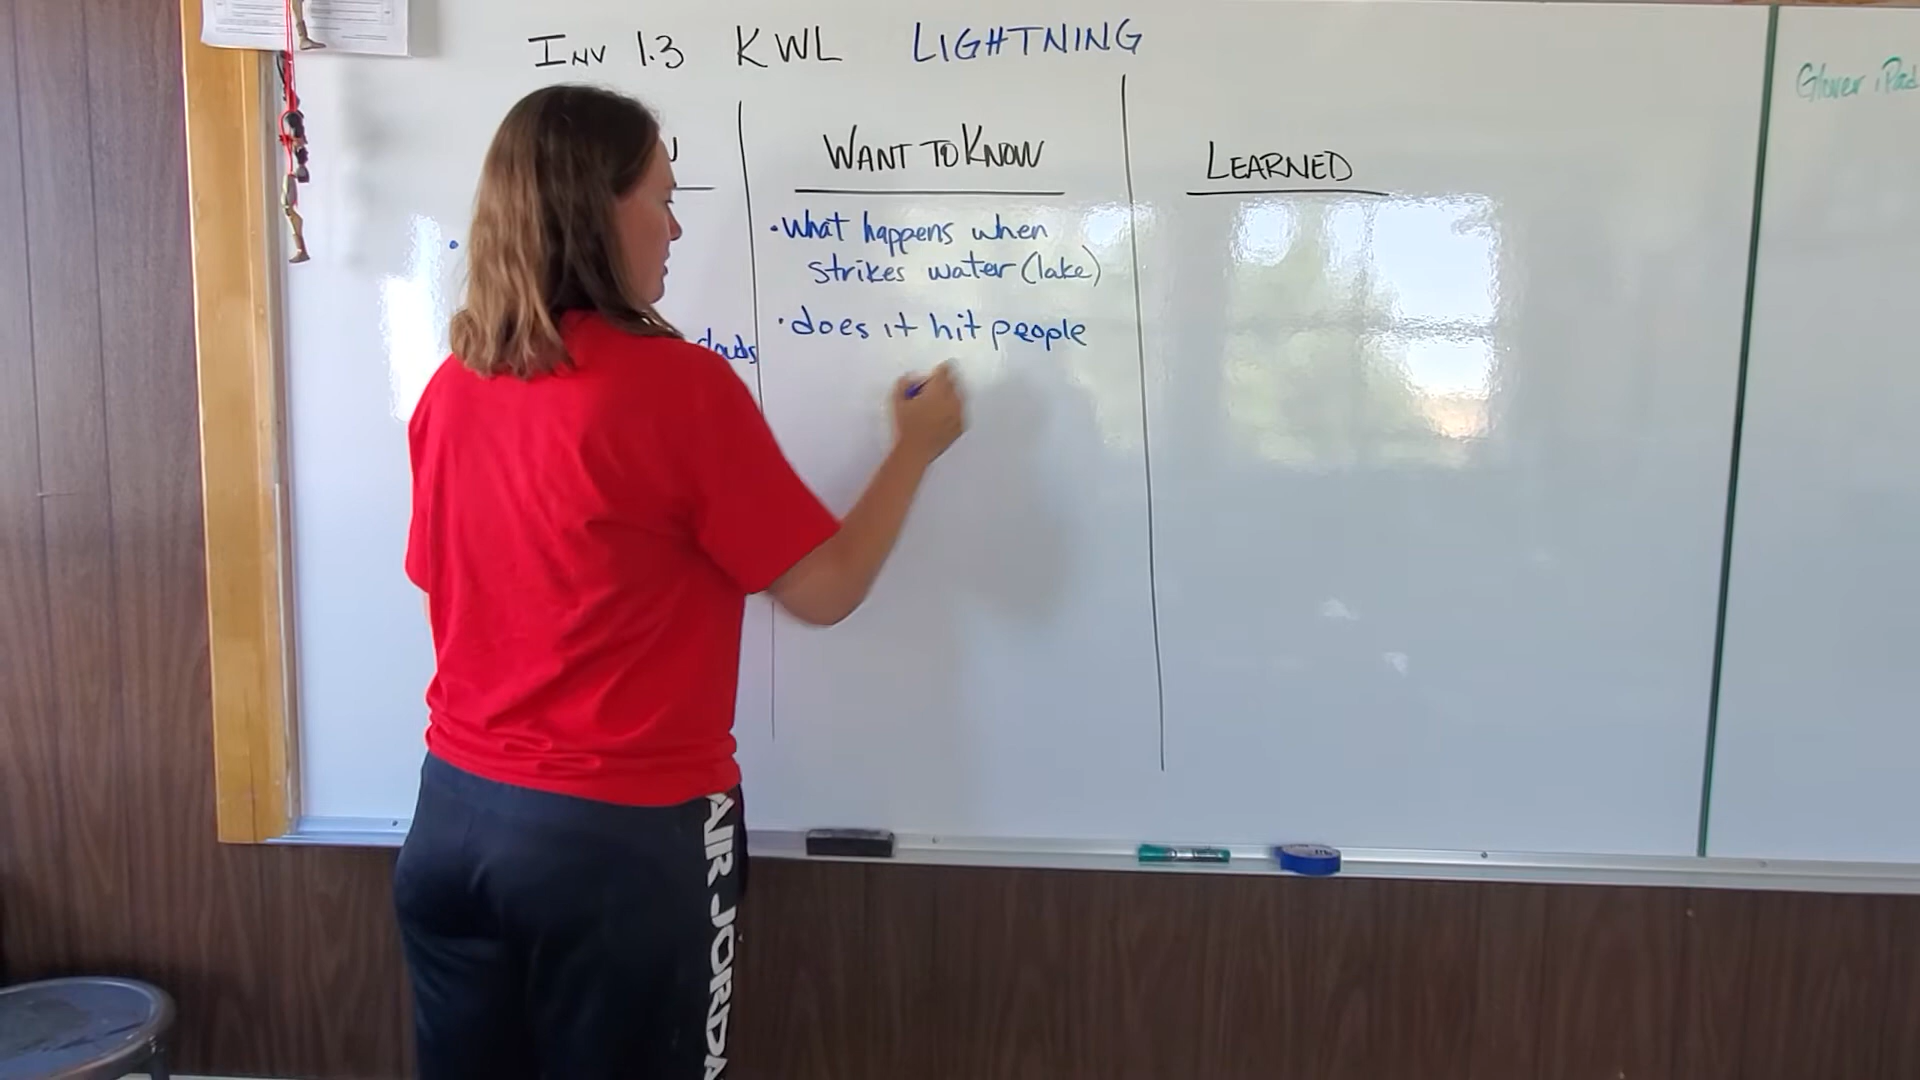 INV 1.3 KWL LIGHTNING
WANT TO KNOW
LEARNED
• What happens when
strikes water (lake)
• does it hit people
clouds
Glover iPad
AIR JORDA